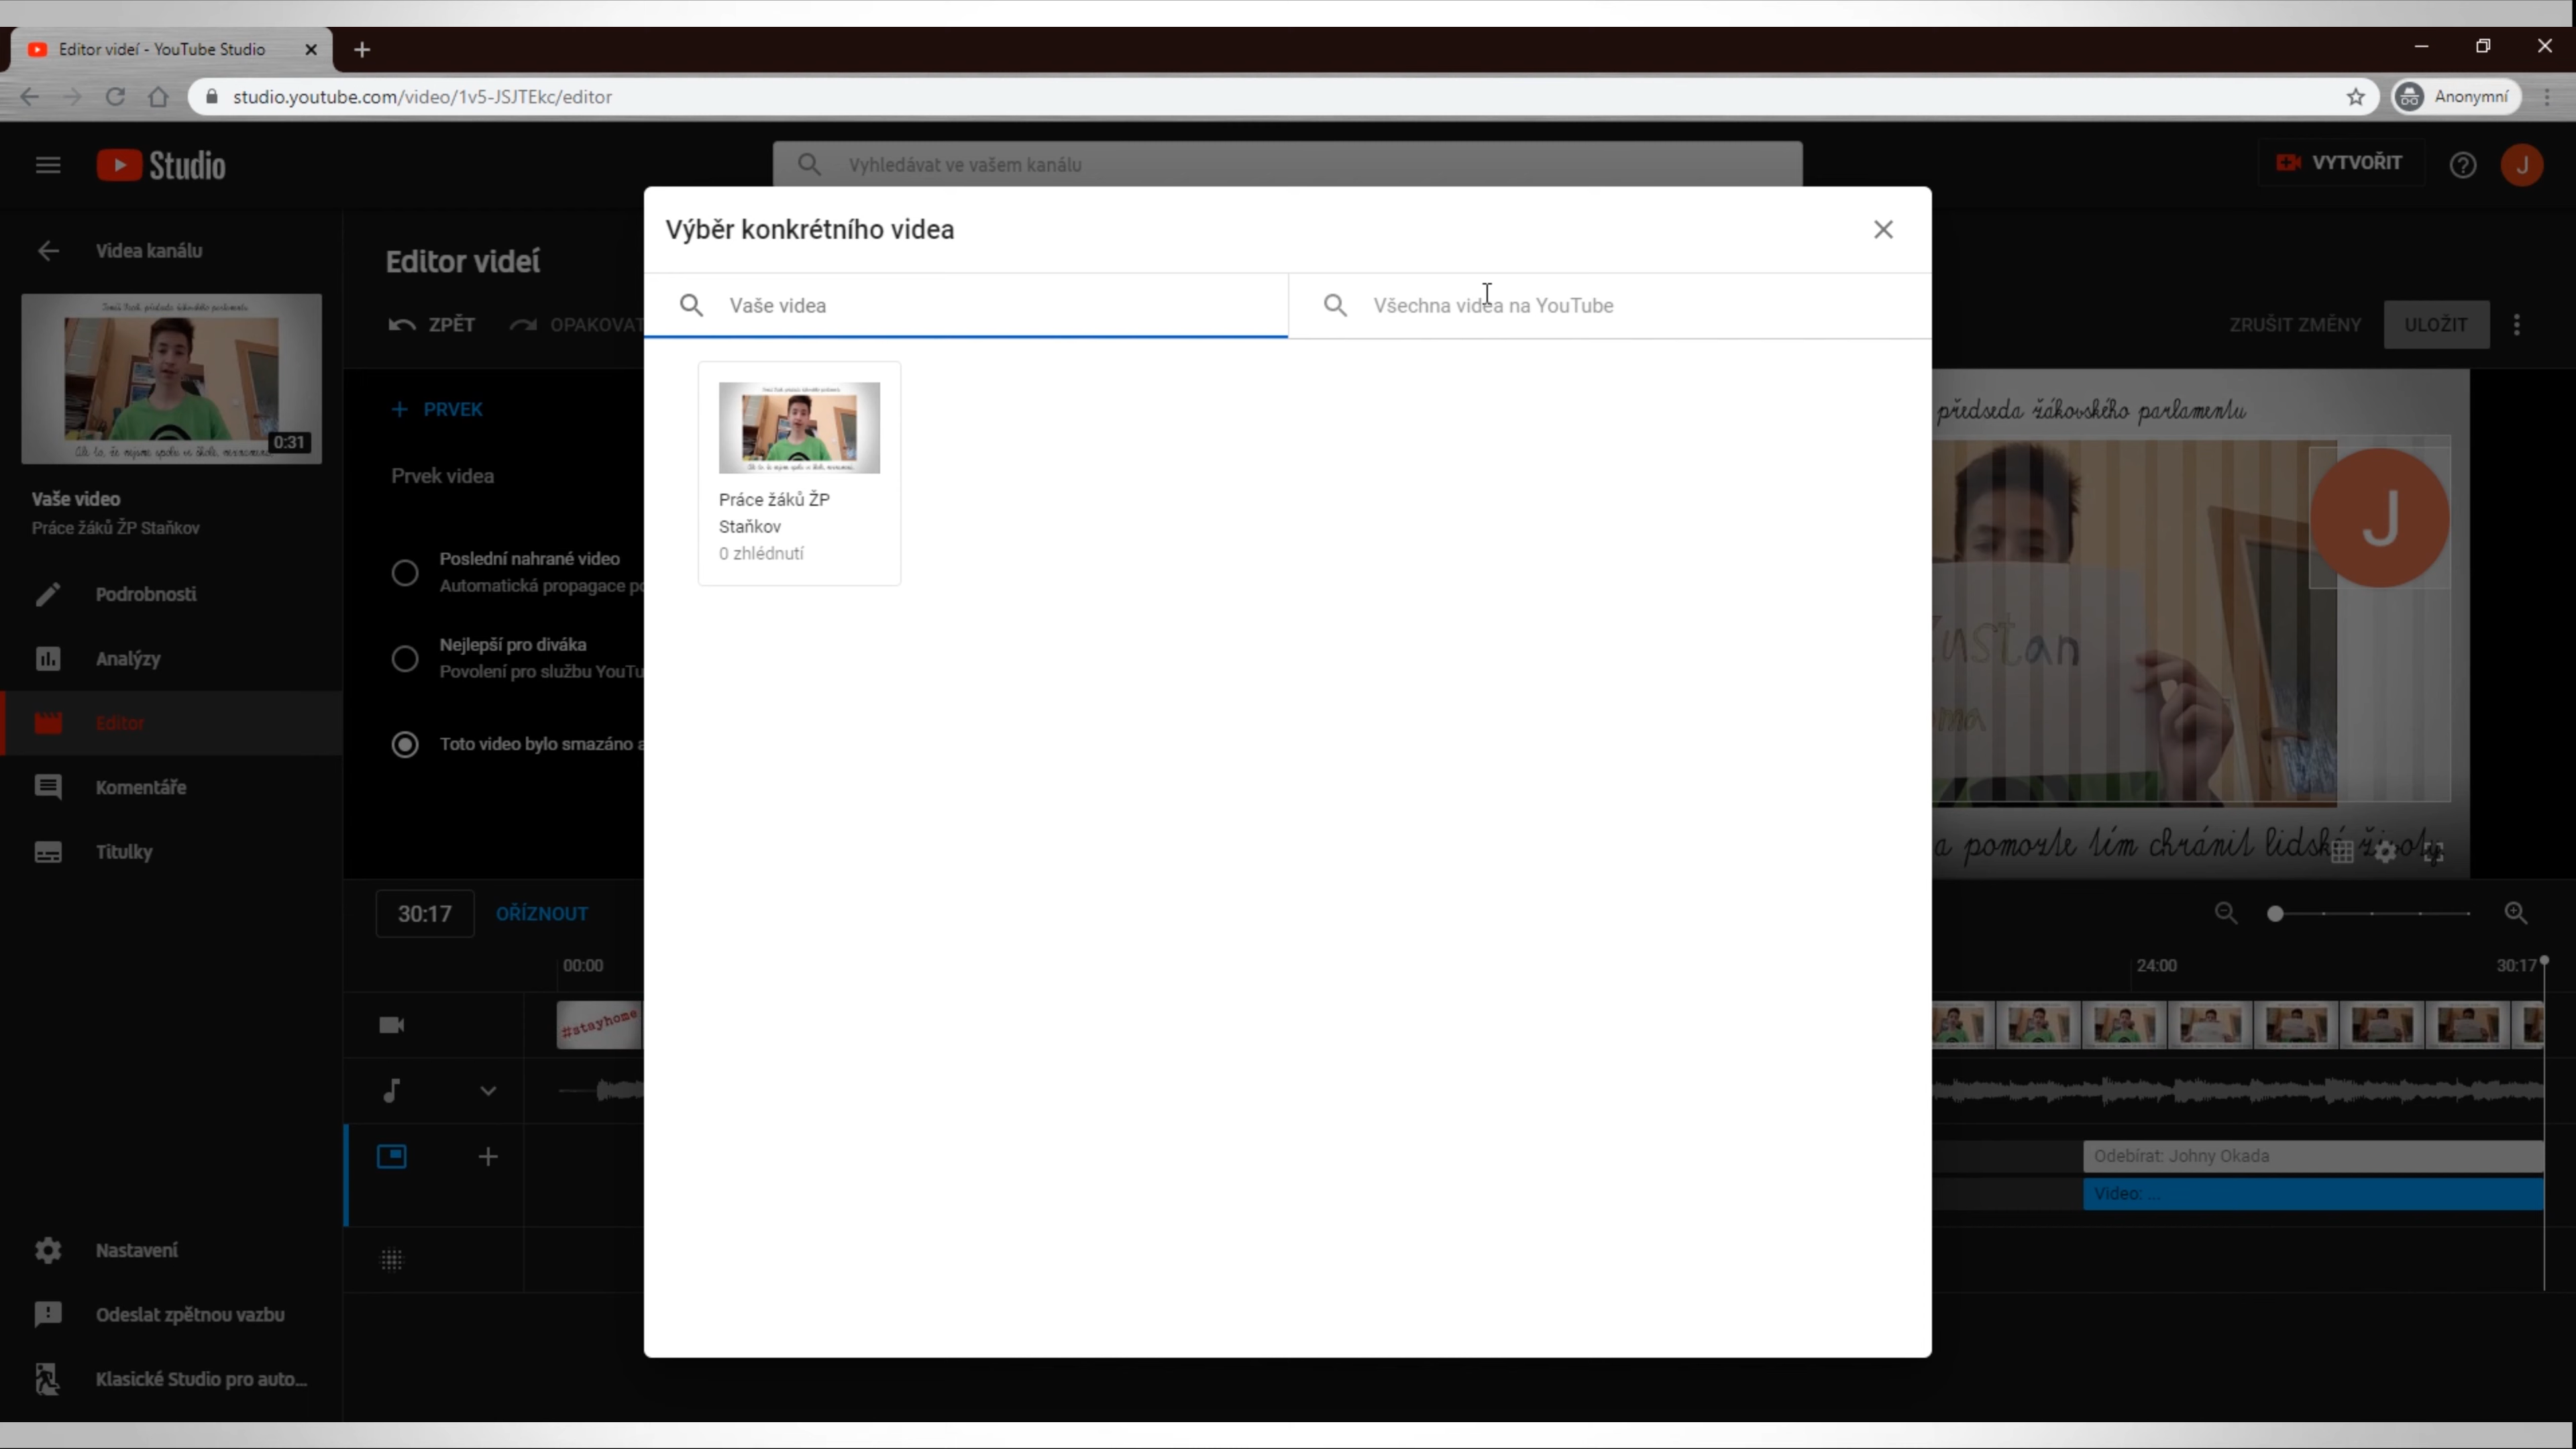 Editor videí - YouTube Studio
studio.youtube.com/video/1v5-JSJTEkc/editor
Anonymní
Studio
Vyhledávat ve vašem kanálu
VYTVOŘIT
J
Videa kanálu
0:31
Vaše video
Práce žáků ŽP Staňkov
Podrobnosti
Analýzy
Editor
Komentáře
Titulky
Nastavení
Odeslat zpětnou vazbu
Klasické Studio pro auto...
Editor videí
ZPĚT
OPAKOVAT
ZRUŠIT ZMĚNY
ULOŽIT
PRVEK
Prvek videa
Poslední nahrané video
Automatická propagace
Nejlepší pro diváka
Povolení pro službu YouTu
Toto video bylo smazáno a
Výběr konkrétního videa
Vaše videa
Všechna videa na YouTube
Práce žáků ŽP
Staňkov
0 zhlédnutí
předseda žákovského parlamentu
J
a pomozte tím chránit lidské životy
30:17
OŘÍZNOUT
00:00
24:00
30:17
#stayhome
Odebírat: Johny Okada
Video: ...